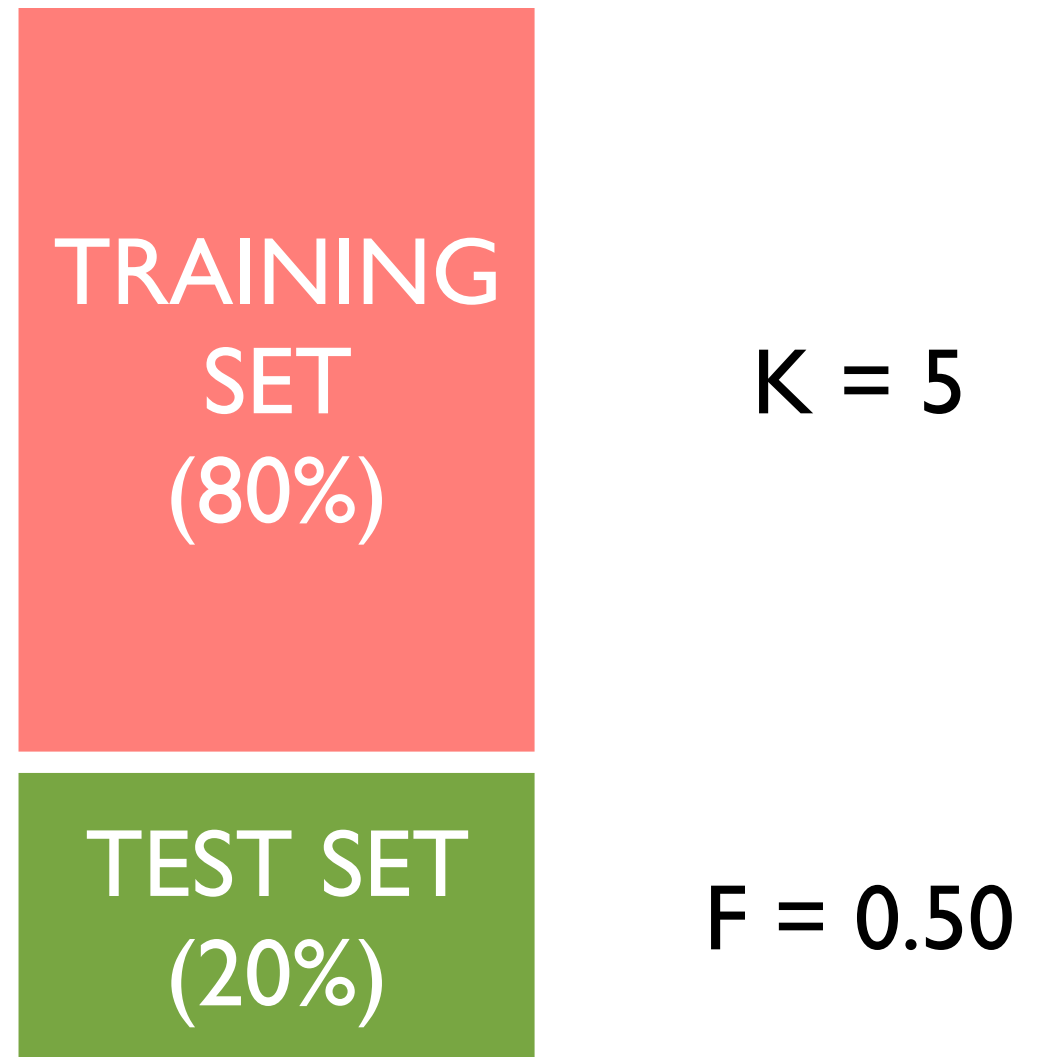 TRAINING
SET
(80%)
K = 5
TEST SET
(20%)
F = 0.50